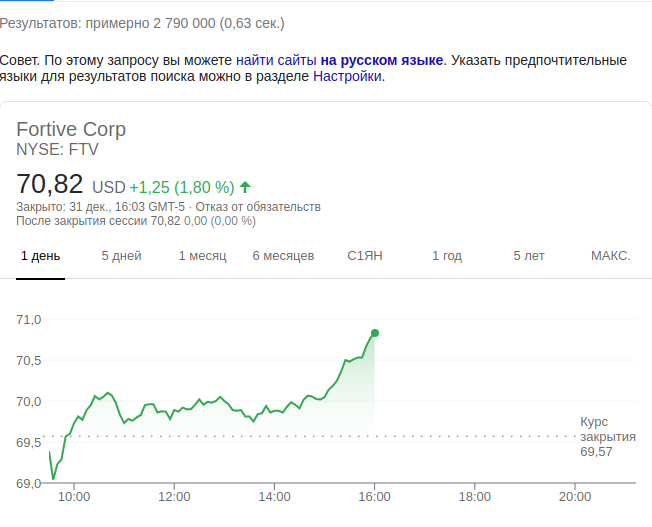 Результатов: примерно 2 790 000 (0,63 сек.)
Совет. По этому запросу вы можете найти сайты на русском языке. Указать предпочтительные
языки для результатов поиска можно в разделе Настройки.
Fortive Corp
NYSE: FTV
70,82 USD +1,25 (1,80 %)
Закрыто: 31 дек., 16:03 GMT-5 · Отказ от обязательств
После закрытия сессии 70,82 0,00 (0,00 %)
1 день 5 дней 1 месяц 6 месяцев С1ЯН 1 год 5 лет МАКС.
71,0
70,5
70,0
69,5
69,0
Курс
закрытия
69,57
10:00 12:00 14:00 16:00 18:00 20:00